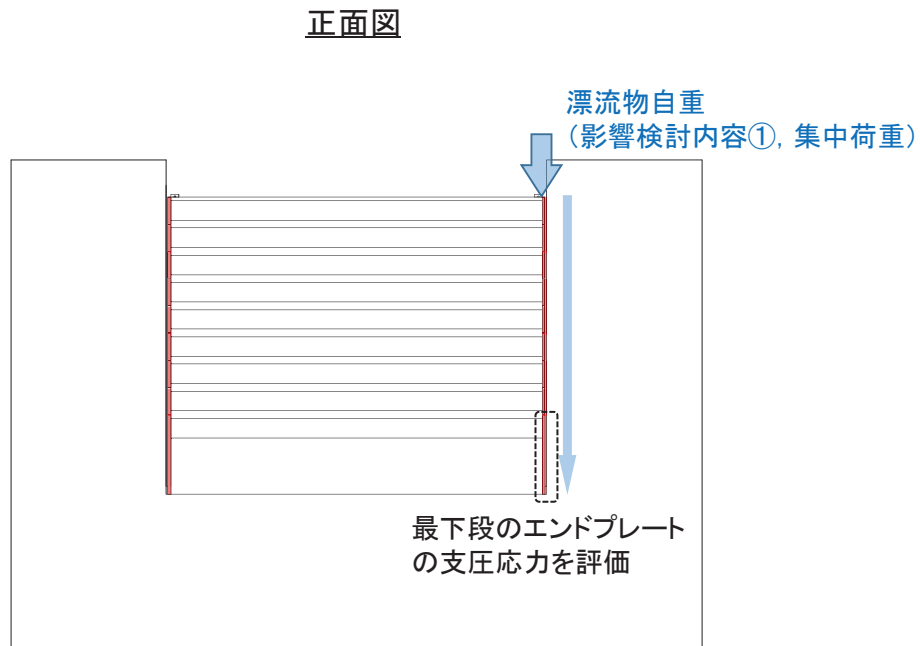 正面図
漂流物自重
（影響検討内容①，集中荷重）
最下段のエンドプレート
の支圧応力を評価